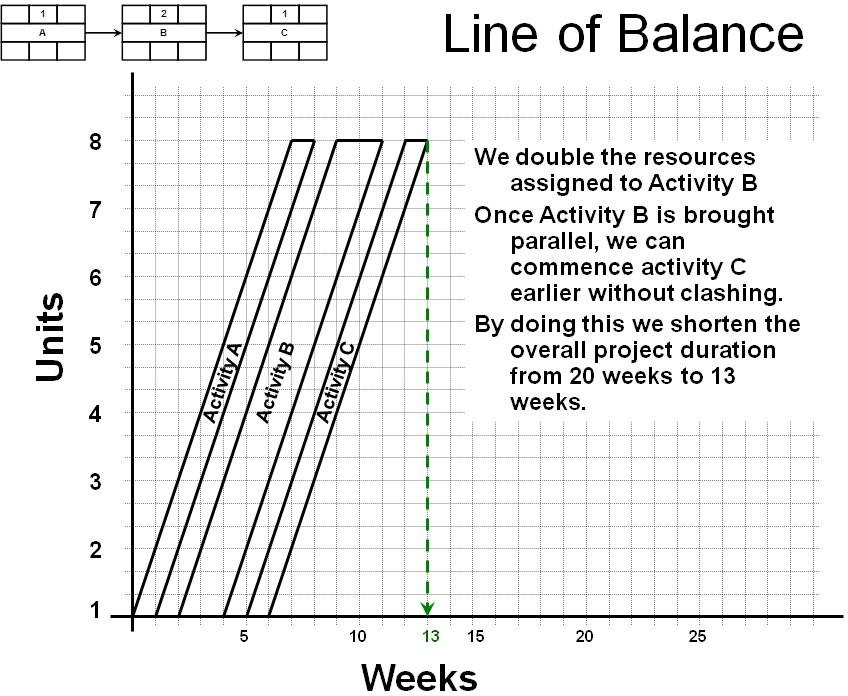 1
2
1
A
B
C
Line of Balance
8
7
6
5
4
3
2
1
Units
Activity A
Activity B
Activity C
We double the resources
assigned to Activity B
Once Activity B is brought
parallel, we can
commence activity C
earlier without clashing.
By doing this we shorten the
overall project duration
from 20 weeks to 13
weeks.
5
10
13
15
20
25
Weeks